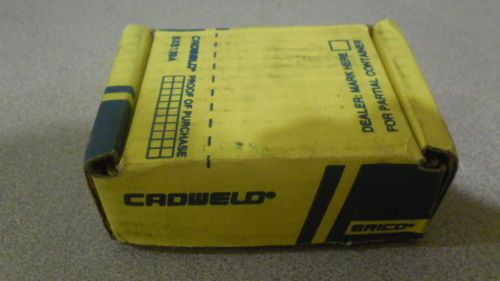 CADWELD® PROOF OF PURCHASE
DEALER: MARK HERE
FOR PARTIAL CONTAINER
CADWELD®
ERICO®